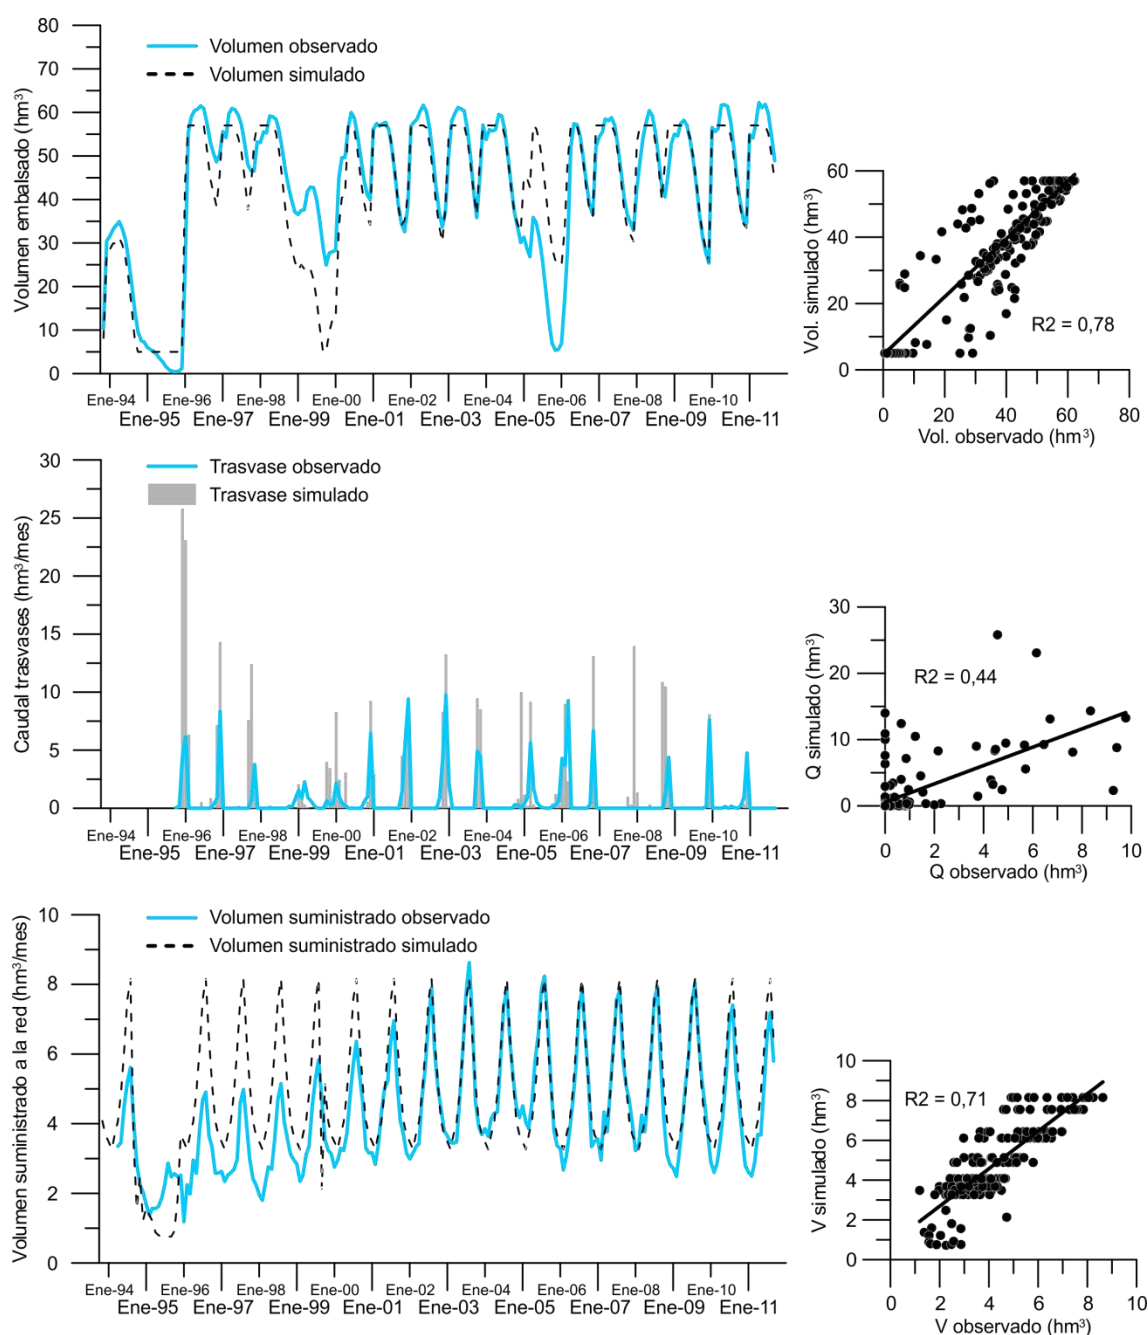 80
70
60
50
40
30
20
10
0
Volumen embalsado (hm³)
Volumen observado
Volumen simulado
Ene-94 Ene-96 Ene-98 Ene-00 Ene-02 Ene-04 Ene-06 Ene-08 Ene-10
Ene-95 Ene-97 Ene-99 Ene-01 Ene-03 Ene-05 Ene-07 Ene-09 Ene-11
60
40
20
0
Vol. simulado (hm³)
R2 = 0,78
0 20 40 60 80
Vol. observado (hm³)
30
25
20
15
10
5
0
Caudal trasvases (hm³/mes)
Trasvase observado
Trasvase simulado
Ene-94 Ene-96 Ene-98 Ene-00 Ene-02 Ene-04 Ene-06 Ene-08 Ene-10
Ene-95 Ene-97 Ene-99 Ene-01 Ene-03 Ene-05 Ene-07 Ene-09 Ene-11
30
20
10
0
Q simulado (hm³)
R2 = 0,44
0 2 4 6 8 10
Q observado (hm³)
10
8
6
4
2
0
Volumen suministrado a la red (hm³/mes)
Volumen suministrado observado
Volumen suministrado simulado
Ene-94 Ene-96 Ene-98 Ene-00 Ene-02 Ene-04 Ene-06 Ene-08 Ene-10
Ene-95 Ene-97 Ene-99 Ene-01 Ene-03 Ene-05 Ene-07 Ene-09 Ene-11
10
8
6
4
2
0
V simulado (hm³)
R2 = 0,71
0 2 4 6 8 10
V observado (hm³)